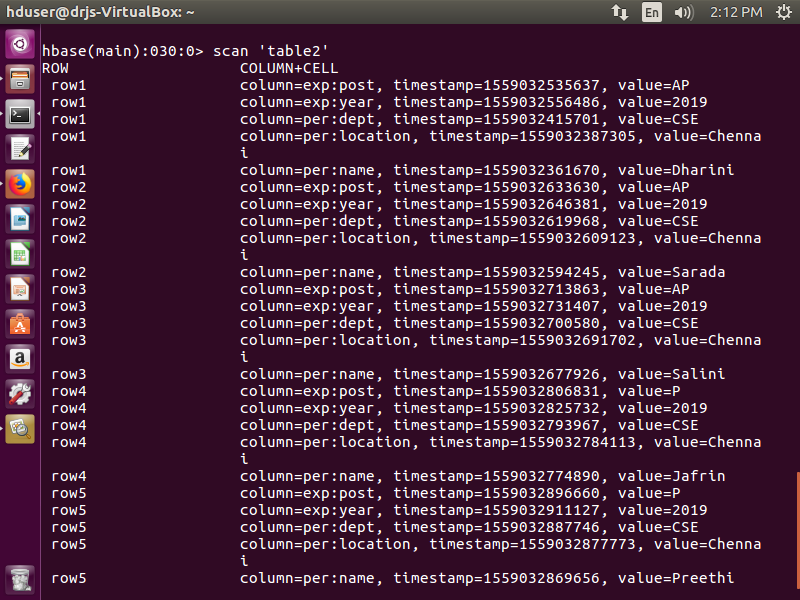 hduser@drjs-VirtualBox: ~
En
2:12 PM
hbase(main):030:0> scan 'table2'
ROW COLUMN+CELL
row1 column=exp:post, timestamp=1559032535637, value=AP
row1 column=exp:year, timestamp=1559032556486, value=2019
row1 column=per:dept, timestamp=1559032415701, value=CSE
row1 column=per:location, timestamp=1559032387305, value=Chenna
i
row1 column=per:name, timestamp=1559032361670, value=Dharini
row2 column=exp:post, timestamp=1559032633630, value=AP
row2 column=exp:year, timestamp=1559032646381, value=2019
row2 column=per:dept, timestamp=1559032619968, value=CSE
row2 column=per:location, timestamp=1559032609123, value=Chenna
i
row2 column=per:name, timestamp=1559032594245, value=Sarada
row3 column=exp:post, timestamp=1559032713863, value=AP
row3 column=exp:year, timestamp=1559032731407, value=2019
row3 column=per:dept, timestamp=1559032700580, value=CSE
row3 column=per:location, timestamp=1559032691702, value=Chenna
i
row3 column=per:name, timestamp=1559032677926, value=Salini
row4 column=exp:post, timestamp=1559032806831, value=P
row4 column=exp:year, timestamp=1559032825732, value=2019
row4 column=per:dept, timestamp=1559032793967, value=CSE
row4 column=per:location, timestamp=1559032784113, value=Chenna
i
row4 column=per:name, timestamp=1559032774890, value=Jafrin
row5 column=exp:post, timestamp=1559032896660, value=P
row5 column=exp:year, timestamp=1559032911127, value=2019
row5 column=per:dept, timestamp=1559032887746, value=CSE
row5 column=per:location, timestamp=1559032877773, value=Chenna
i
row5 column=per:name, timestamp=1559032869656, value=Preethi